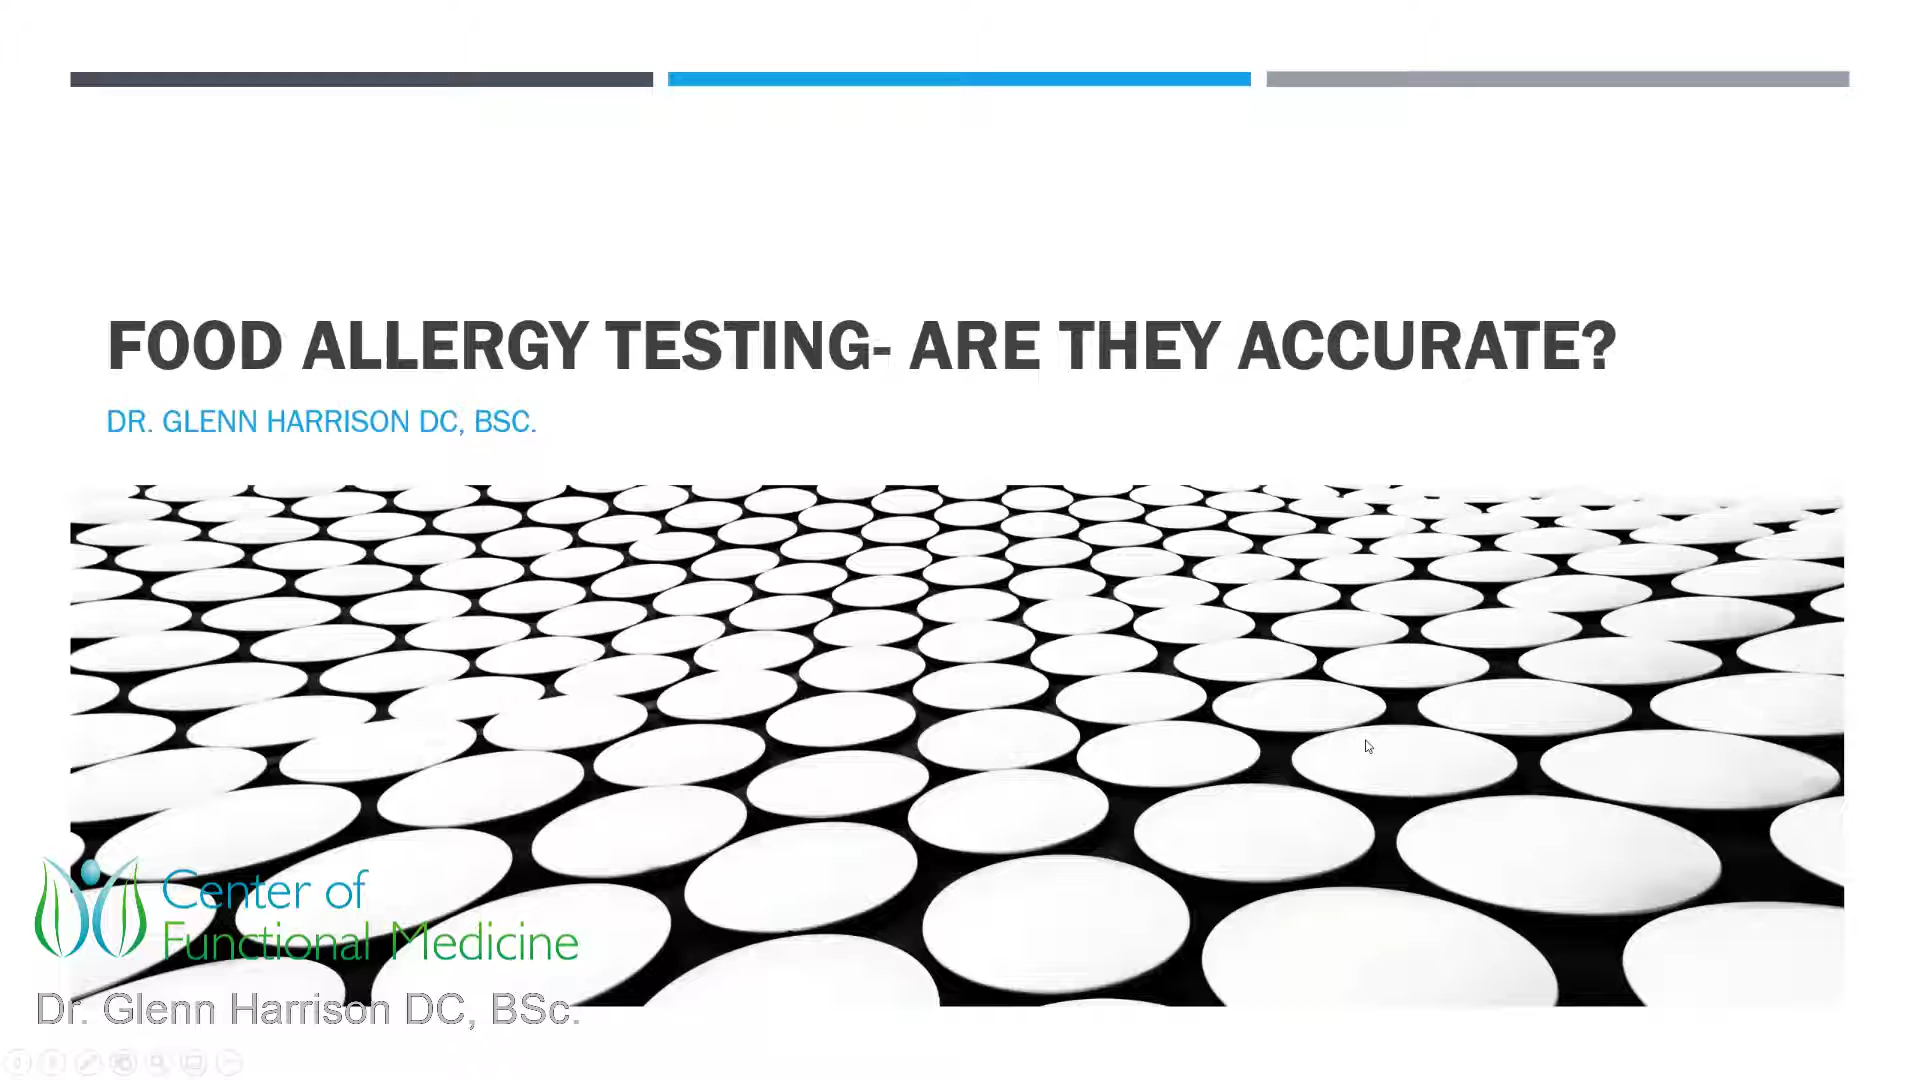 FOOD ALLERGY TESTING- ARE THEY ACCURATE?
DR. GLENN HARRISON DC, BSC.
Center of
Functional Medicine
Dr. Glenn Harrison DC, BSc.